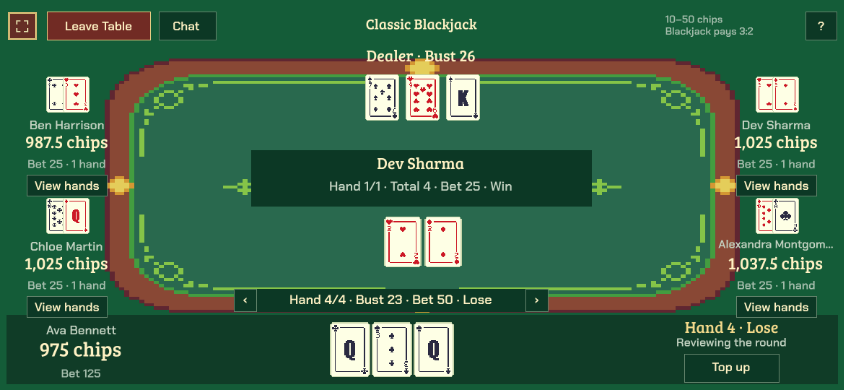 Leave Table
Chat
Classic Blackjack
10–50 chips
Blackjack pays 3:2
?
Dealer · Bust 26
K
Ben Harrison
987.5 chips
Bet 25 · 1 hand
View hands
Dev Sharma
1,025 chips
Bet 25 · 1 hand
View hands
Dev Sharma
Hand 1/1 · Total 4 · Bet 25 · Win
Q
Chloe Martin
1,025 chips
Bet 25 · 1 hand
View hands
Alexandra Montgom...
1,037.5 chips
Bet 25 · 1 hand
View hands
‹
Hand 4/4 · Bust 23 · Bet 50 · Lose
›
Ava Bennett
975 chips
Bet 125
Q
Q
Hand 4 · Lose
Reviewing the round
Top up